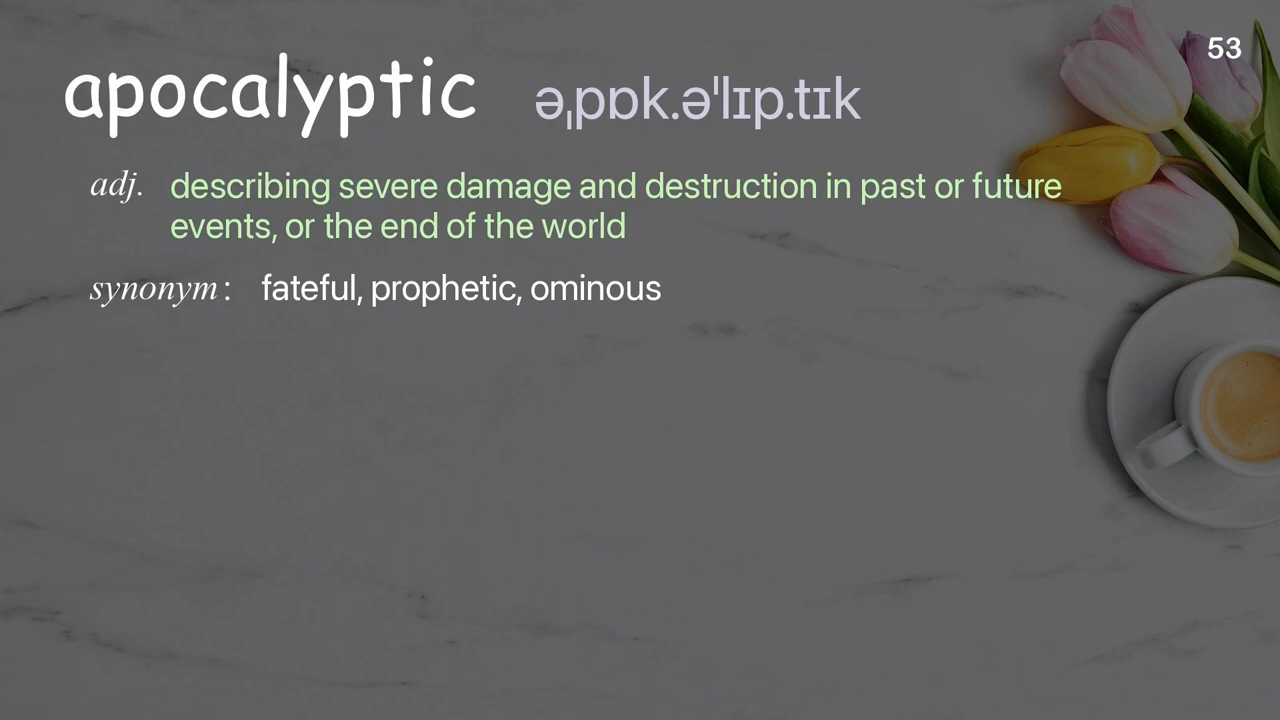 53
apocalyptic əˌpɒk.əˈlɪp.tɪk
adj. describing severe damage and destruction in past or future
events, or the end of the world
synonym: fateful, prophetic, ominous